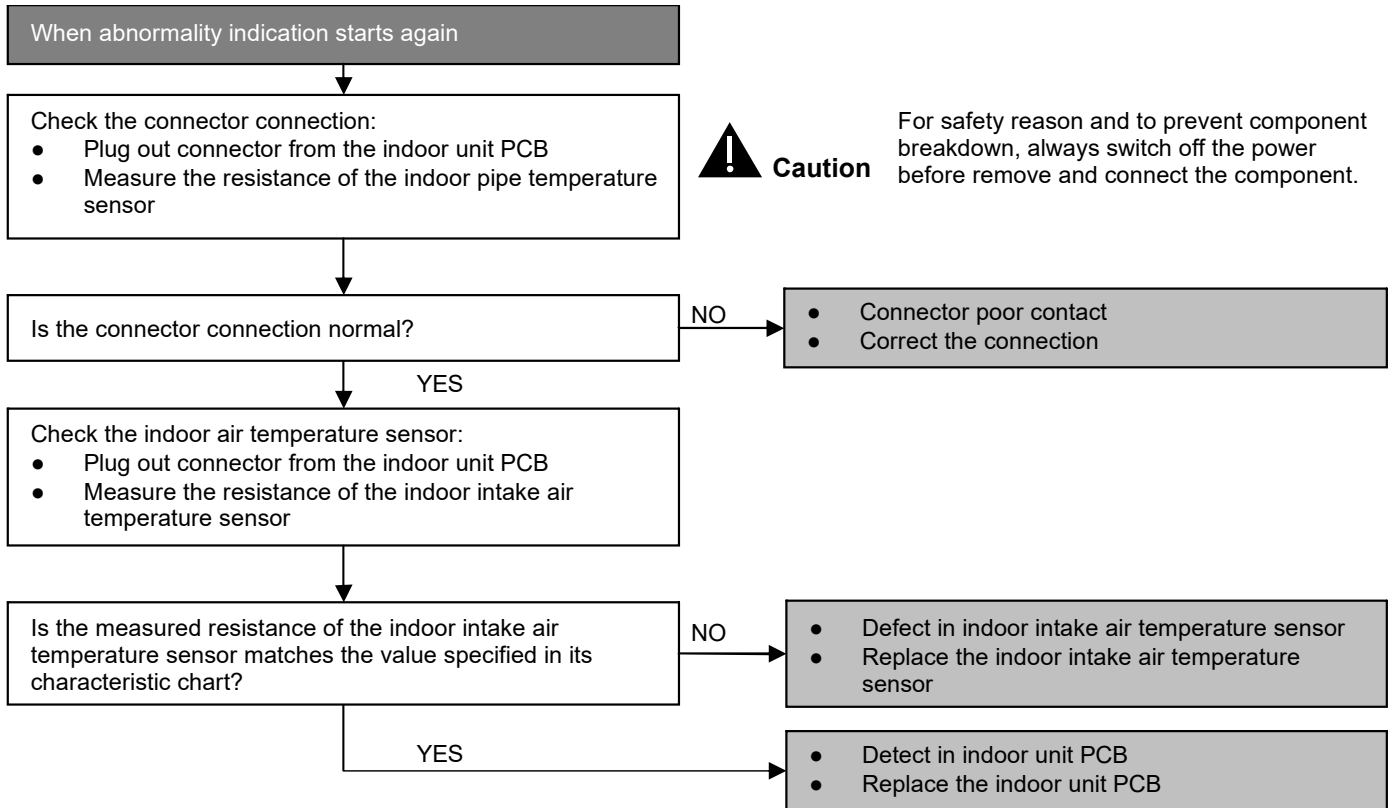 When abnormality indication starts again
Check the connector connection:
● Plug out connector from the indoor unit PCB
● Measure the resistance of the indoor pipe temperature
sensor
Caution
For safety reason and to prevent component
breakdown, always switch off the power
before remove and connect the component.
Is the connector connection normal?
NO
● Connector poor contact
● Correct the connection
YES
Check the indoor air temperature sensor:
● Plug out connector from the indoor unit PCB
● Measure the resistance of the indoor intake air
temperature sensor
Is the measured resistance of the indoor intake air
temperature sensor matches the value specified in its
characteristic chart?
NO
● Defect in indoor intake air temperature sensor
● Replace the indoor intake air temperature
sensor
YES
● Detect in indoor unit PCB
● Replace the indoor unit PCB